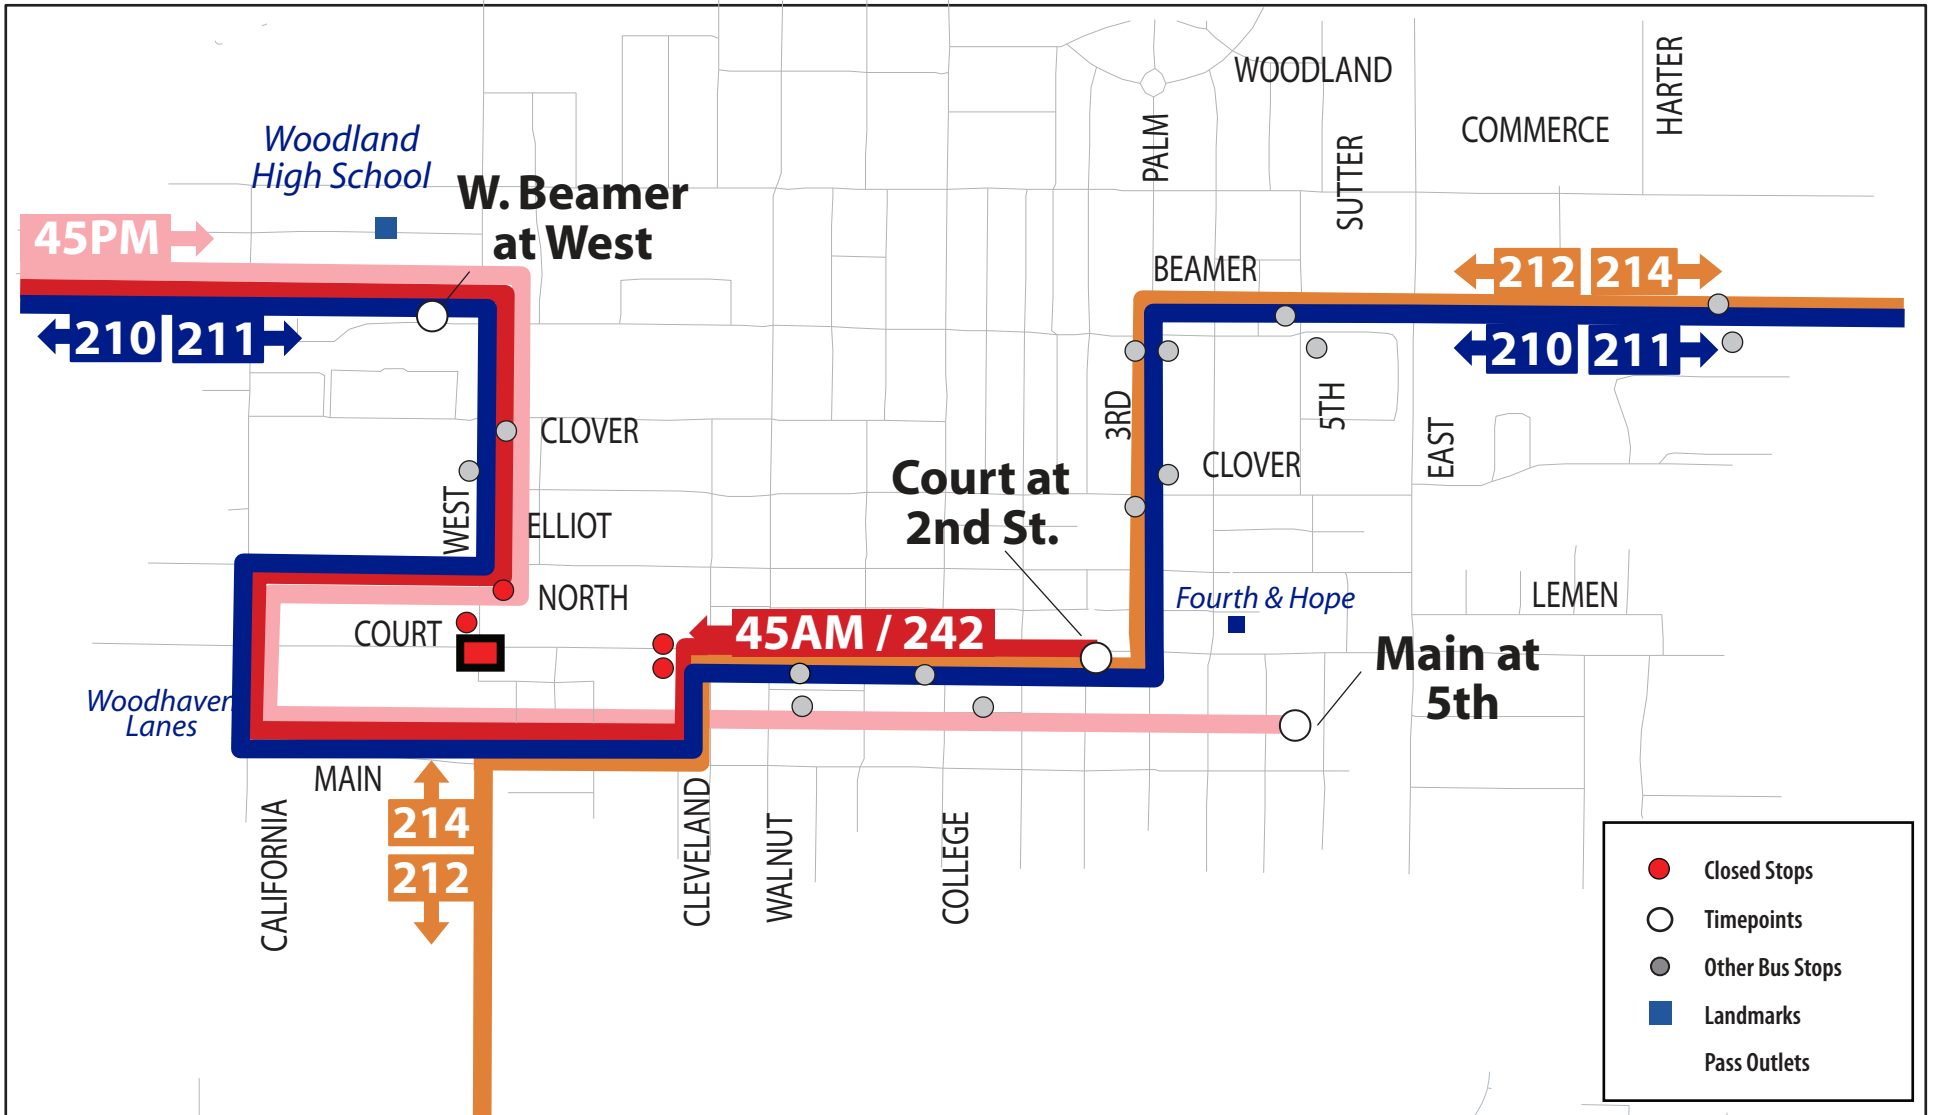 WOODLAND
HARTER
COMMERCE
PALM
SUTTER
Woodland
High School
W. Beamer
at West
45PM
BEAMER
212 214
210 211
210 211
3RD
5TH
EAST
CLOVER
CLOVER
Court at
2nd St.
WEST
ELLIOT
NORTH
Fourth & Hope
LEMEN
COURT
45AM / 242
Main at
5th
Woodhaven
Lanes
MAIN
214
212
CALIFORNIA
CLEVELAND
WALNUT
COLLEGE
Closed Stops
Timepoints
Other Bus Stops
Landmarks
Pass Outlets